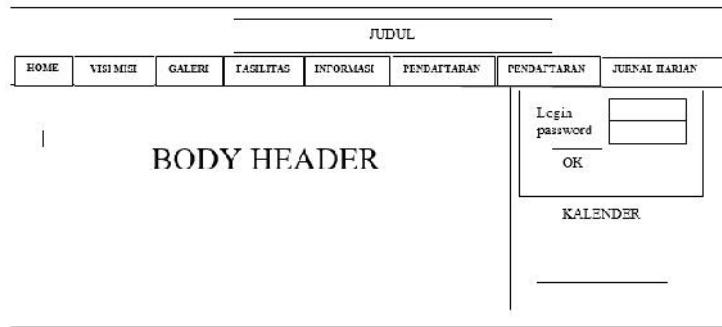 JUDUL
HOME VISI MISI GALERI FASILITAS INFORMASI PENDAFTARAN PENDAFTARAN JURNAL HARIAN
Login
password
BODY HEADER
OK
KALENDER